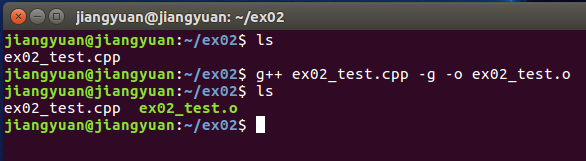 jiangyuan@jiangyuan: ~/ex02
jiangyuan@jiangyuan:~/ex02$ ls
ex02_test.cpp
jiangyuan@jiangyuan:~/ex02$ g++ ex02_test.cpp -g -o ex02_test.o
jiangyuan@jiangyuan:~/ex02$ ls
ex02_test.cpp  ex02_test.o
jiangyuan@jiangyuan:~/ex02$